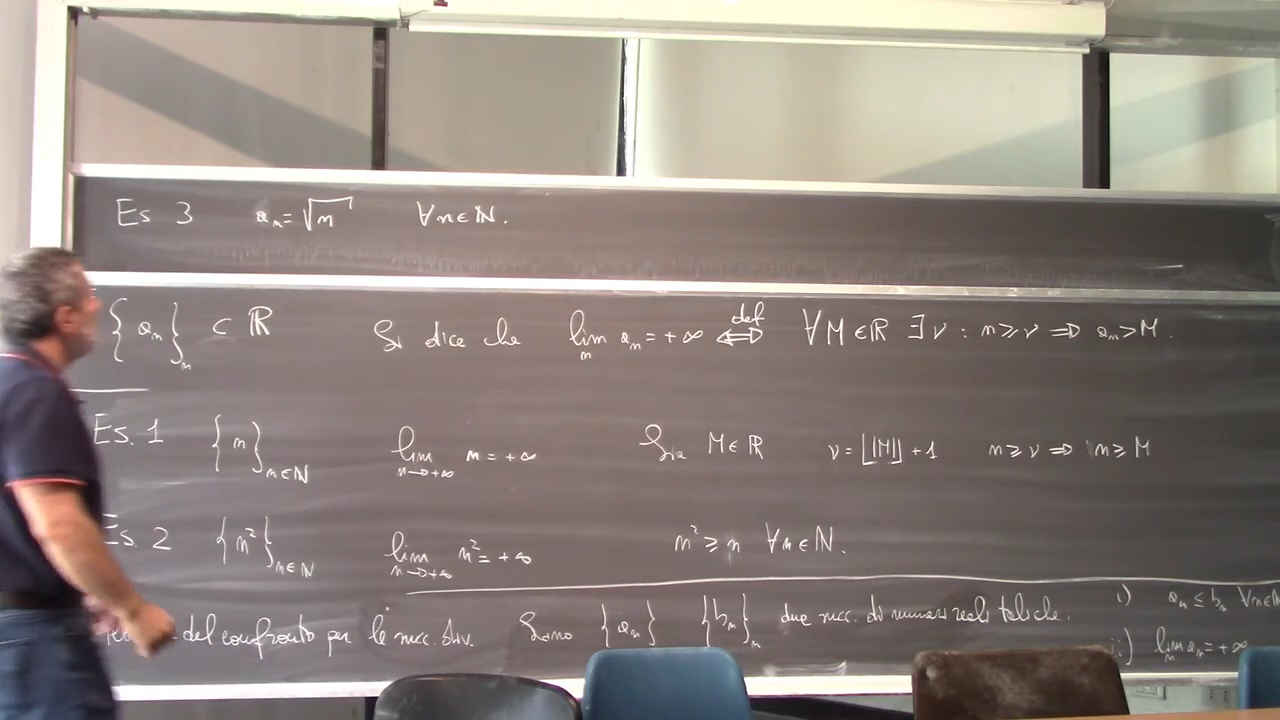 Es 3 aₙ = √n ∀n∈ℕ.
{aₙ}ₙ ⊂ ℝ Si dice che lim aₙ = +∞ ⇔ def ∀M∈ℝ ∃ν : n≥ν ⇒ aₙ>M.
n
Es. 1 {n}n∈ℕ lim n = +∞ Sia M∈ℝ ν = ⌊|M|⌋ + 1 n≥ν ⇒ n≥M
n→+∞
Es. 2 {n²}n∈ℕ lim n² = +∞ n² ≥ n ∀n∈ℕ.
n→+∞
del confronto per le succ. div. Siano {aₙ} {bₙ}ₙ due succ. di numeri reali tali che. i) aₙ ≤ bₙ ∀n∈ℕ
ii) lim aₙ = +∞
n